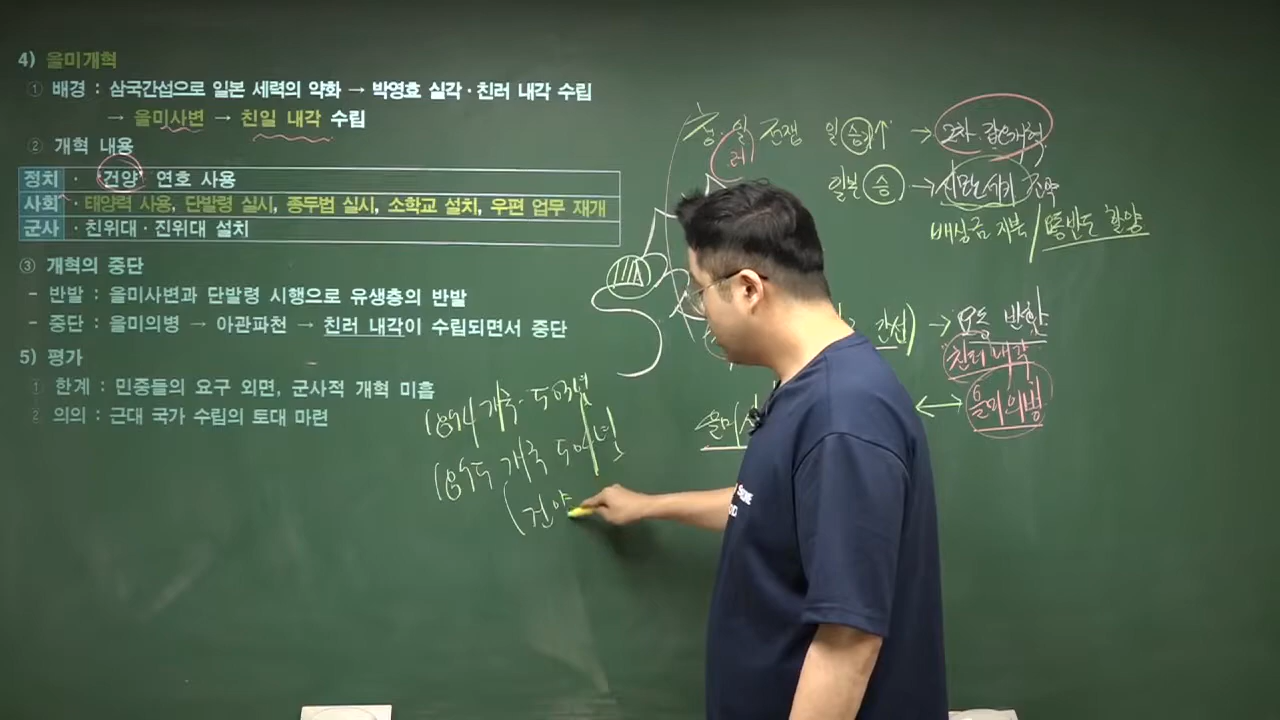 4) 을미개혁
① 배경 : 삼국간섭으로 일본 세력의 약화 → 박영효 실각 · 친러 내각 수립
→ 을미사변 → 친일 내각 수립
② 개혁 내용
정치 · 건양 연호 사용
사회 · 태양력 사용, 단발령 실시, 종두법 실시, 소학교 설치, 우편 업무 재개
군사 · 친위대 · 진위대 설치
③ 개혁의 중단
- 반발 : 을미사변과 단발령 시행으로 유생층의 반발
- 중단 : 을미의병 → 아관파천 → 친러 내각이 수립되면서 중단
5) 평가
① 한계 : 민중들의 요구 외면, 군사적 개혁 미흡
② 의의 : 근대 국가 수립의 토대 마련
1894 개국 503년
1895 개국 504년
(건양
청·일 전쟁 일 승 ↑ → 2차 갑오개혁
러
일본 승 → 시모노세키 조약
배상금 지불 / 요동반도 할양
간섭) → 요동 반환
친러내각
을미 ↔ 을미의병